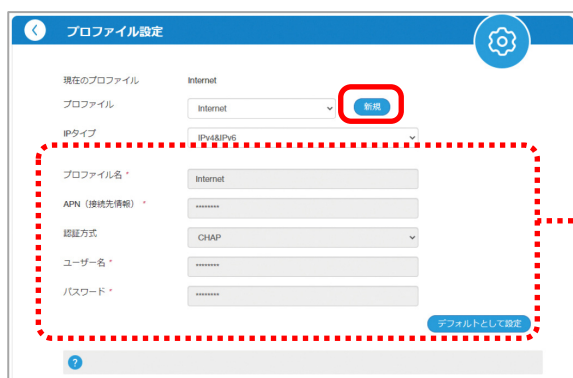 プロファイル設定
現在のプロファイル Internet
プロファイル Internet 新規
IPタイプ IPv4&IPv6
プロファイル名 * Internet
APN（接続先情報） * ********
認証方式 CHAP
ユーザー名 * ********
パスワード * ********
デフォルトとして設定
?